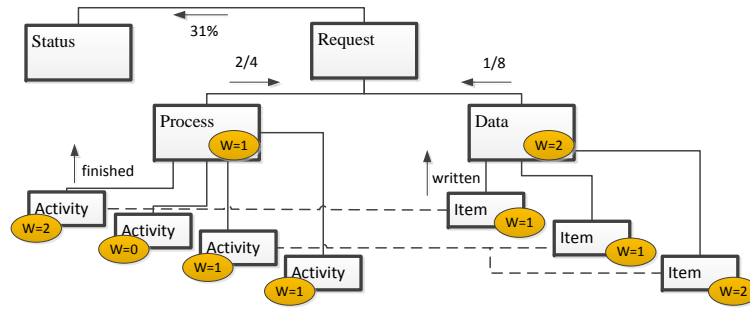 31%
Status
Request
2/4
1/8
Process
W=1
Data
W=2
finished
written
Activity
W=2
Activity
W=0
Activity
W=1
Activity
W=1
Item
W=1
Item
W=1
Item
W=2